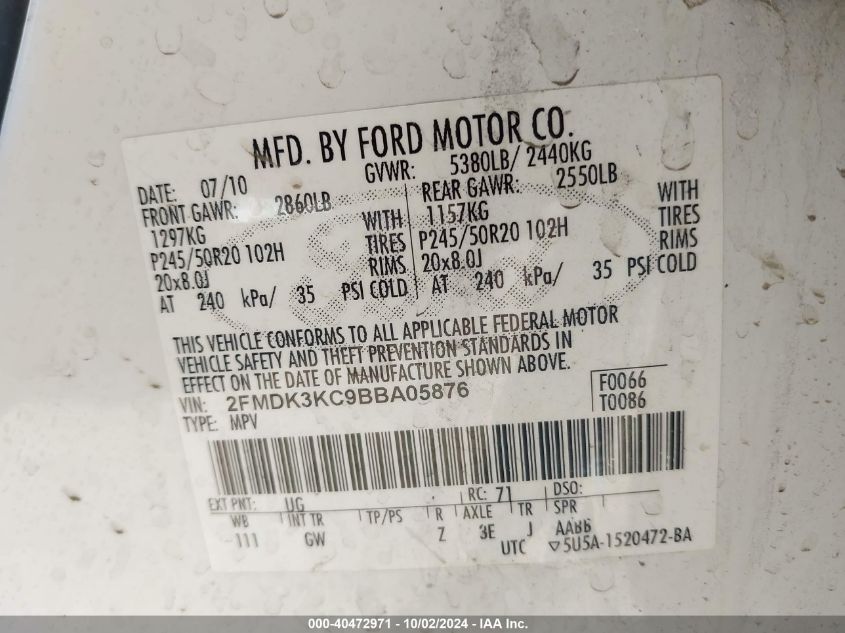 MFD. BY FORD MOTOR CO.
DATE: 07/10 GVWR: 5380LB/ 2440KG
FRONT GAWR: 2860LB REAR GAWR: 2550LB
1297KG WITH 1157KG WITH
P245/50R20 102H TIRES P245/50R20 102H TIRES
20x8.0J RIMS 20x8.0J RIMS
AT 240 kPa/ 35 PSI COLD AT 240 kPa/ 35 PSI COLD
THIS VEHICLE CONFORMS TO ALL APPLICABLE FEDERAL MOTOR
VEHICLE SAFETY AND THEFT PREVENTION STANDARDS IN
EFFECT ON THE DATE OF MANUFACTURE SHOWN ABOVE.
VIN: 2FMDK3KC9BBA05876 F0066
TYPE: MPV T0086
EXT PNT: UG RC: 71 DSO:
WB INT TR TP/PS R AXLE TR SPR
111 GW Z 3E J AABB
UTC ▽5U5A-1520472-BA
000-40472971 - 10/02/2024 - IAA Inc.